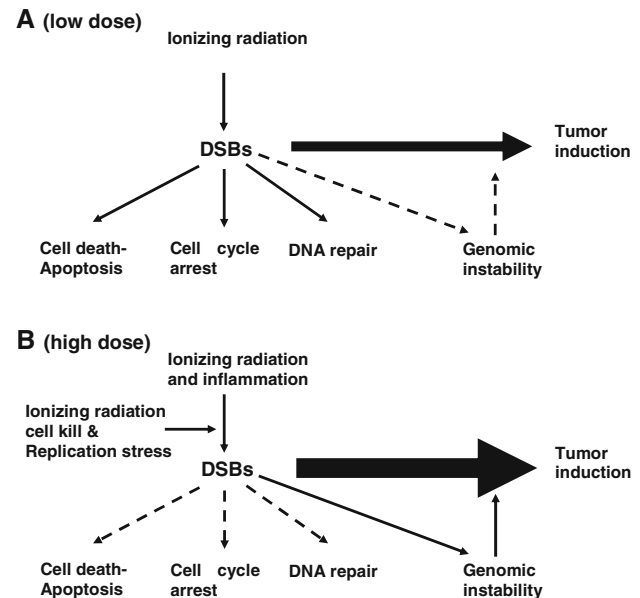 A (low dose)
Ionizing radiation
DSBs
Tumor
induction
Cell death-
Apoptosis
Cell cycle
arrest
DNA repair
Genomic
instability
B (high dose)
Ionizing radiation
and inflammation
Ionizing radiation
cell kill &
Replication stress
DSBs
Tumor
induction
Cell death-
Apoptosis
Cell cycle
arrest
DNA repair
Genomic
instability